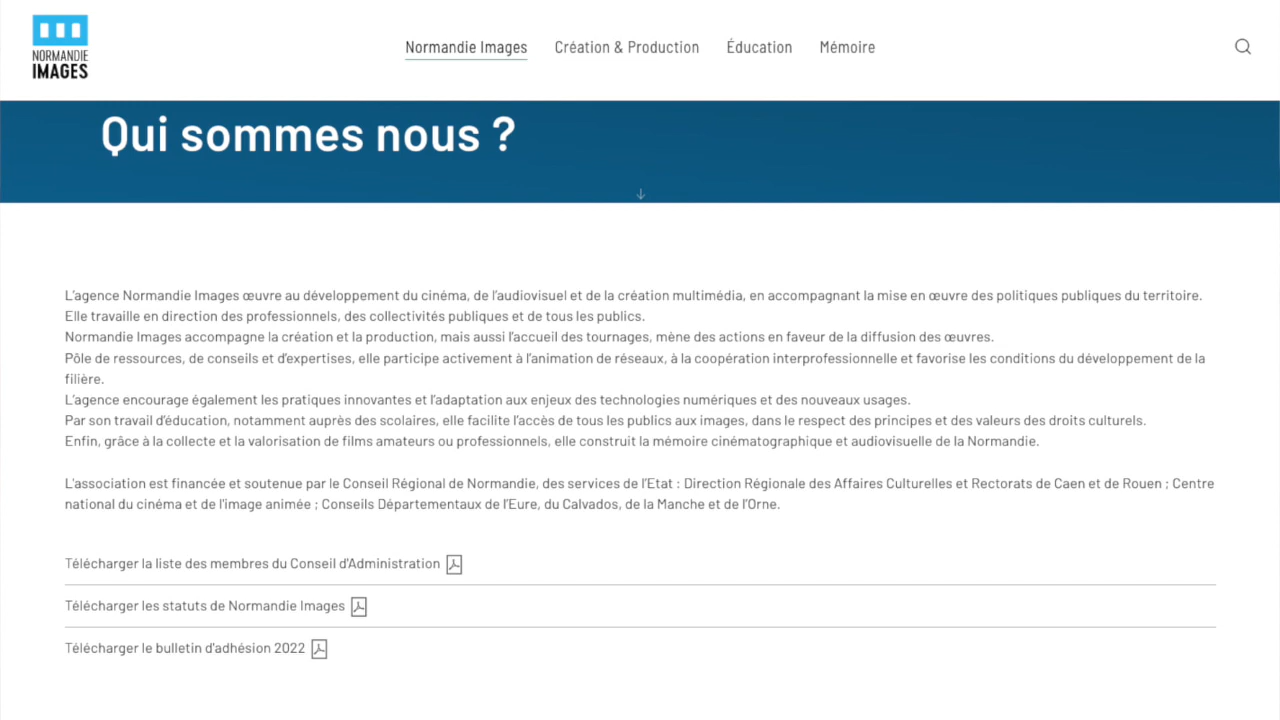 NORMANDIE
IMAGES
Normandie Images
Création & Production
Éducation
Mémoire
Qui sommes nous ?
L’agence Normandie Images œuvre au développement du cinéma, de l’audiovisuel et de la création multimédia, en accompagnant la mise en œuvre des politiques publiques du territoire.
Elle travaille en direction des professionnels, des collectivités publiques et de tous les publics.
Normandie Images accompagne la création et la production, mais aussi l’accueil des tournages, mène des actions en faveur de la diffusion des œuvres.
Pôle de ressources, de conseils et d’expertises, elle participe activement à l’animation de réseaux, à la coopération interprofessionnelle et favorise les conditions du développement de la
filière.
L’agence encourage également les pratiques innovantes et l’adaptation aux enjeux des technologies numériques et des nouveaux usages.
Par son travail d’éducation, notamment auprès des scolaires, elle facilite l’accès de tous les publics aux images, dans le respect des principes et des valeurs des droits culturels.
Enfin, grâce à la collecte et la valorisation de films amateurs ou professionnels, elle construit la mémoire cinématographique et audiovisuelle de la Normandie.
L'association est financée et soutenue par le Conseil Régional de Normandie, des services de l’Etat : Direction Régionale des Affaires Culturelles et Rectorats de Caen et de Rouen ; Centre
national du cinéma et de l'image animée ; Conseils Départementaux de l’Eure, du Calvados, de la Manche et de l’Orne.
Télécharger la liste des membres du Conseil d'Administration
Télécharger les statuts de Normandie Images
Télécharger le bulletin d'adhésion 2022